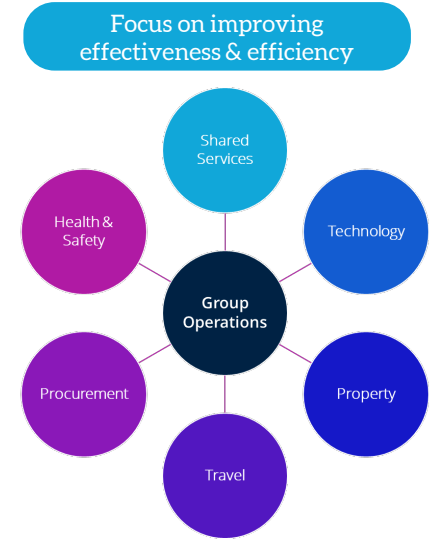 Focus on improving
effectiveness & efficiency
Shared
Services
Health &
Safety
Technology
Group
Operations
Procurement
Property
Travel